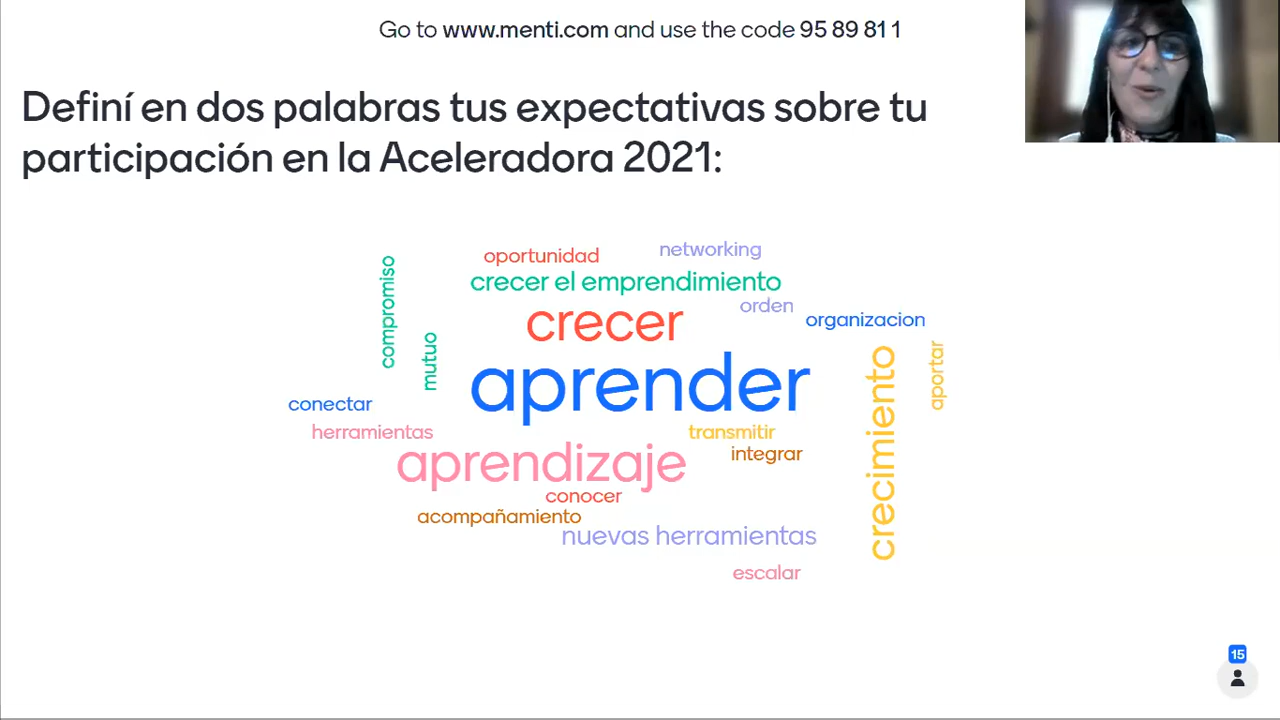 Go to www.menti.com and use the code 95 89 81 1
Definí en dos palabras tus expectativas sobre tu
participación en la Aceleradora 2021:
compromiso
oportunidad
networking
crecer el emprendimiento
orden
organizacion
crecer
mutuo
aprender
crecimiento
aportar
conectar
herramientas
transmitir
integrar
aprendizaje
conocer
acompañamiento
nuevas herramientas
escalar
15